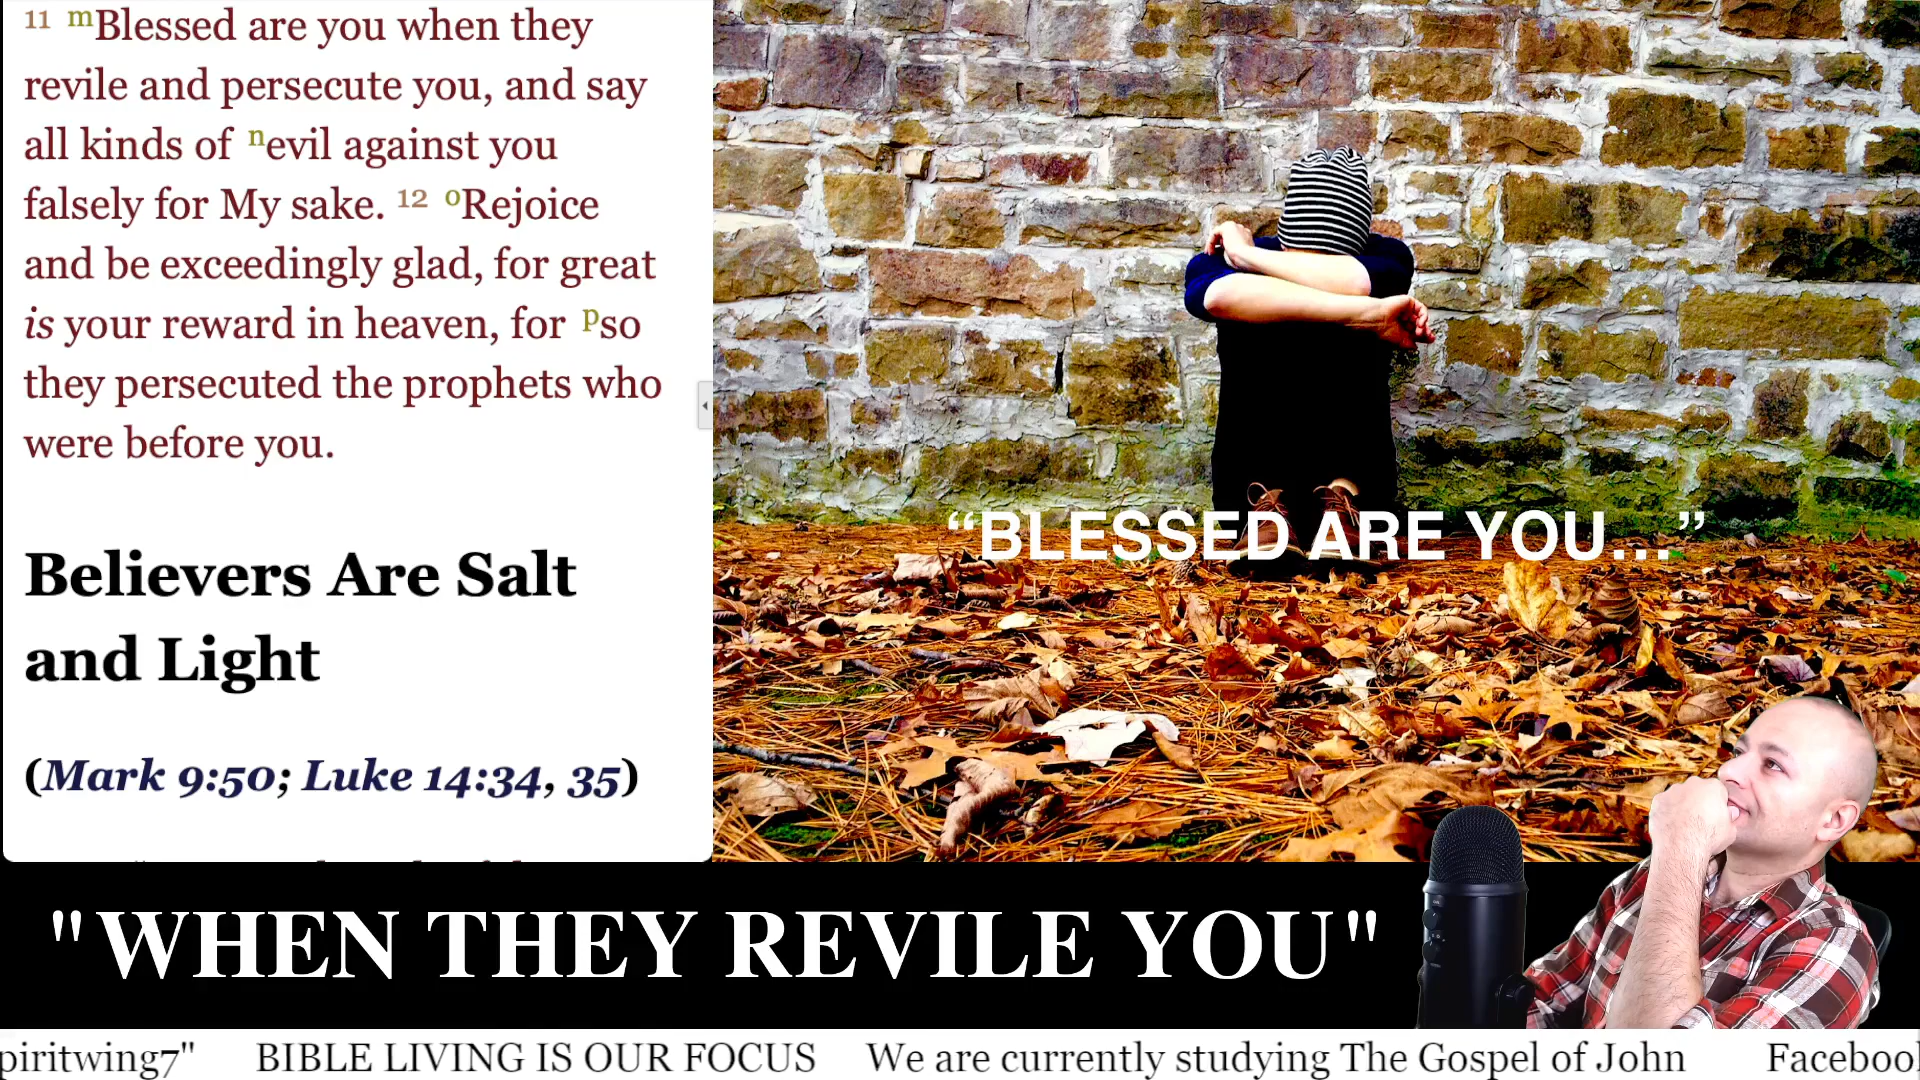 11 mBlessed are you when they
revile and persecute you, and say
all kinds of nevil against you
falsely for My sake. 12 oRejoice
and be exceedingly glad, for great
is your reward in heaven, for pso
they persecuted the prophets who
were before you.
Believers Are Salt
and Light
(Mark 9:50; Luke 14:34, 35)
“BLESSED ARE YOU...”
"WHEN THEY REVILE YOU"
piritwing7" BIBLE LIVING IS OUR FOCUS We are currently studying The Gospel of John Facebook